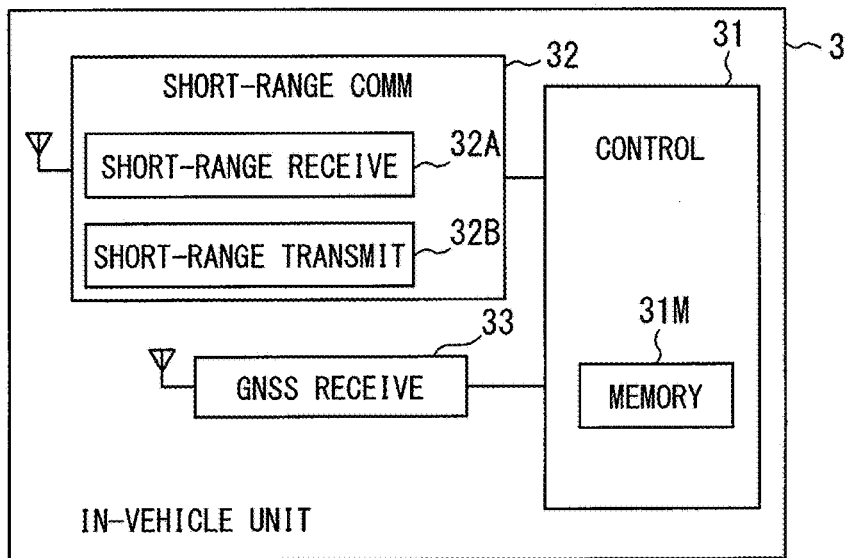 3
31
32
SHORT-RANGE COMM
32A
SHORT-RANGE RECEIVE
CONTROL
32B
SHORT-RANGE TRANSMIT
33
31M
GNSS RECEIVE
MEMORY
IN-VEHICLE UNIT